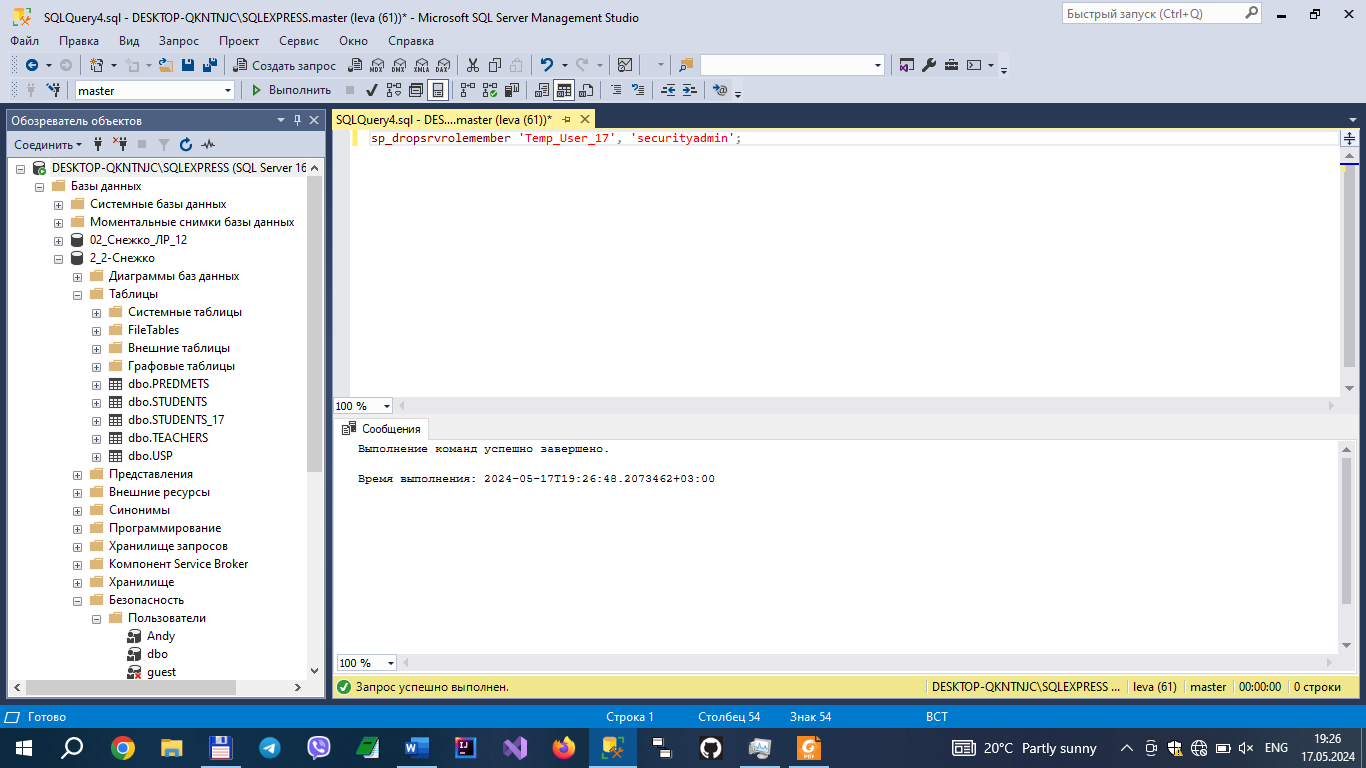 SQLQuery4.sql - DESKTOP-QKNTNJC\SQLEXPRESS.master (leva (61))* - Microsoft SQL Server Management Studio
Быстрый запуск (Ctrl+Q)
Файл Правка Вид Запрос Проект Сервис Окно Справка
Создать запрос MDX DMX XMLA DAX
master Выполнить
Обозреватель объектов
SQLQuery4.sql - DES....master (leva (61))*
Соединить
sp_dropsrvrolemember 'Temp_User_17', 'securityadmin';
DESKTOP-QKNTNJC\SQLEXPRESS (SQL Server 16
Базы данных
Системные базы данных
Моментальные снимки базы данных
02_Снежко_ЛР_12
2_2-Снежко
Диаграммы баз данных
Таблицы
Системные таблицы
FileTables
Внешние таблицы
Графовые таблицы
dbo.PREDMETS
dbo.STUDENTS
dbo.STUDENTS_17
dbo.TEACHERS
dbo.USP
Представления
Внешние ресурсы
Синонимы
Программирование
Хранилище запросов
Компонент Service Broker
Хранилище
Безопасность
Пользователи
Andy
dbo
guest
100 %
Сообщения
Выполнение команд успешно завершено.
Время выполнения: 2024-05-17T19:26:48.2073462+03:00
100 %
Запрос успешно выполнен. DESKTOP-QKNTNJC\SQLEXPRESS ... leva (61) master 00:00:00 0 строки
Готово Строка 1 Столбец 54 Знак 54 ВСТ
20°C Partly sunny ENG 19:26
17.05.2024